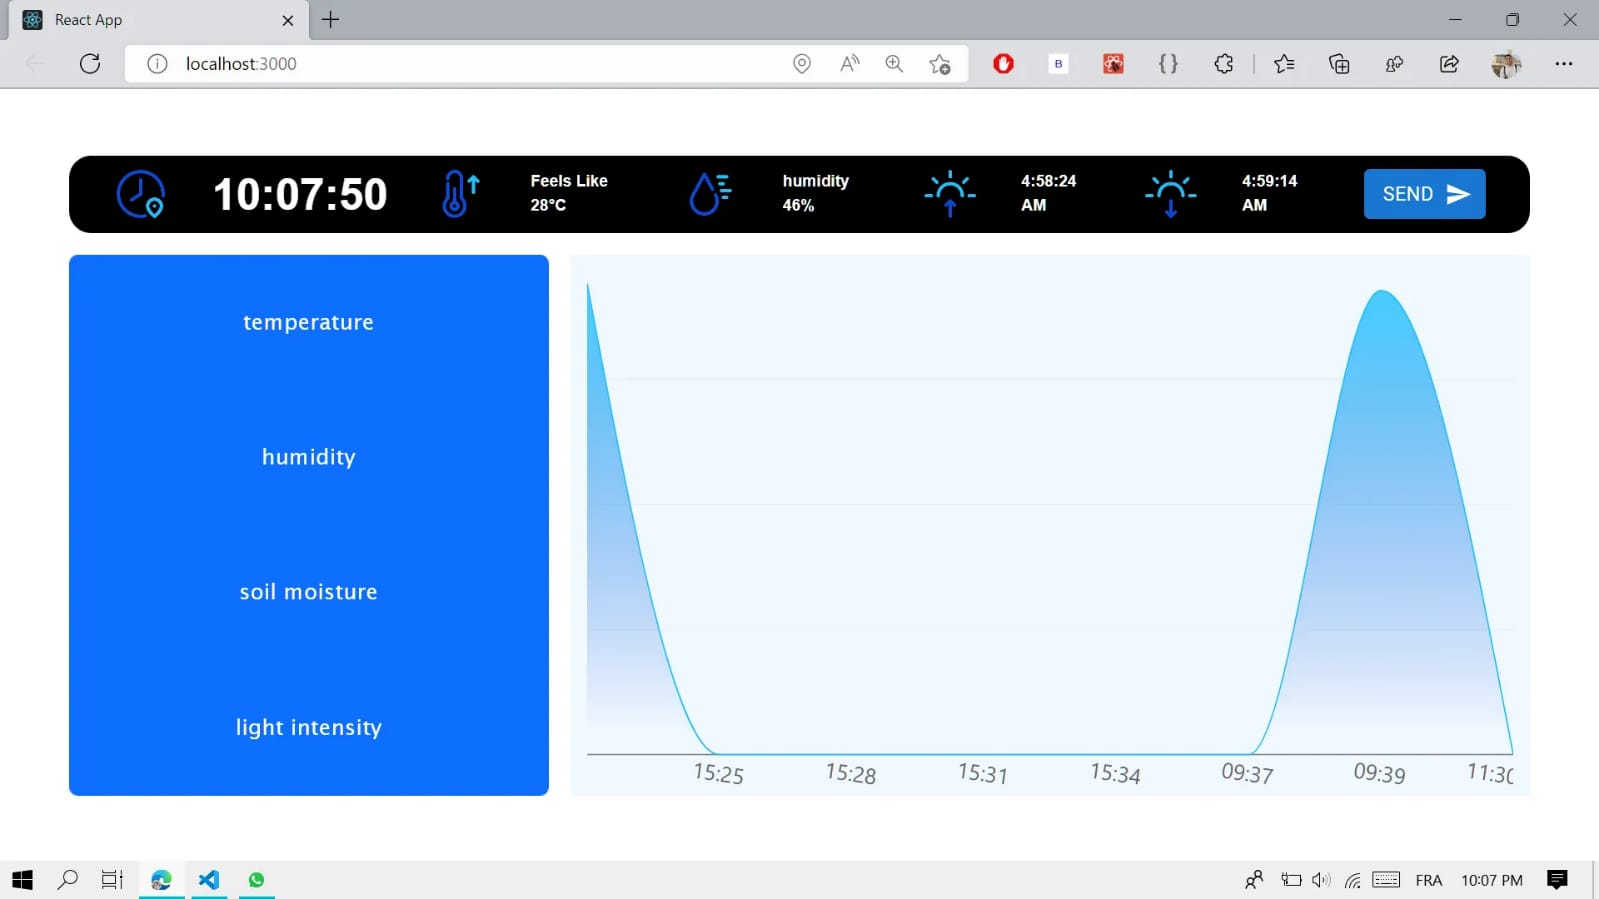 React App
localhost:3000
B
10:07:50
Feels Like
28°C
humidity
46%
4:58:24
AM
4:59:14
AM
SEND
temperature
humidity
soil moisture
light intensity
15:25 15:28 15:31 15:34 09:37 09:39 11:30
FRA 10:07 PM